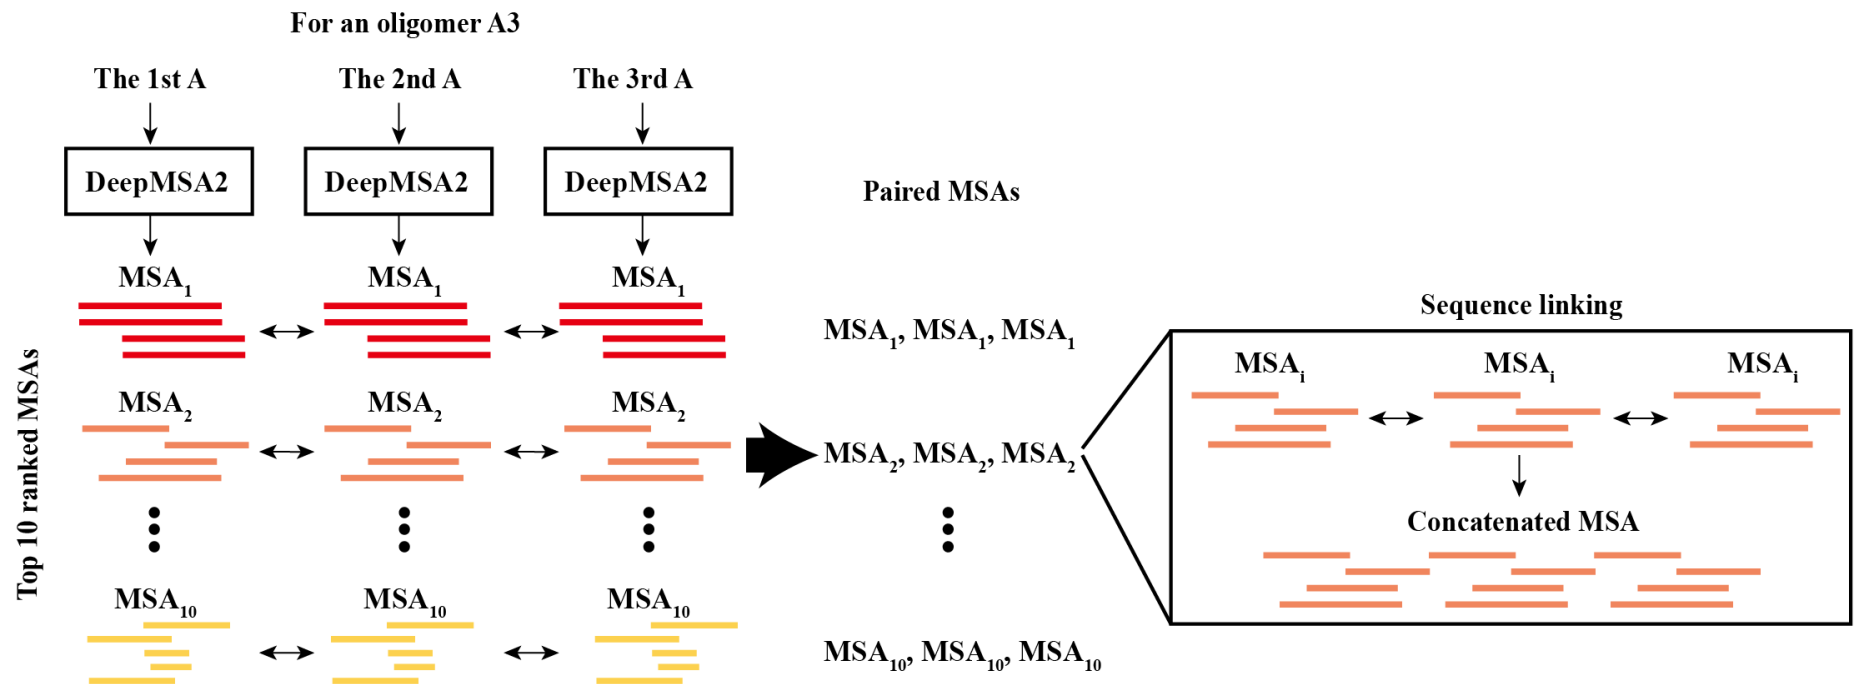 For an oligomer A3
The 1st A
The 2nd A
The 3rd A
DeepMSA2
DeepMSA2
DeepMSA2
Paired MSAs
Top 10 ranked MSAs
MSA1
MSA1
MSA1
MSA1, MSA1, MSA1
MSA2
MSA2
MSA2
MSA2, MSA2, MSA2
MSA10
MSA10
MSA10
MSA10, MSA10, MSA10
Sequence linking
MSAi
MSAi
MSAi
Concatenated MSA